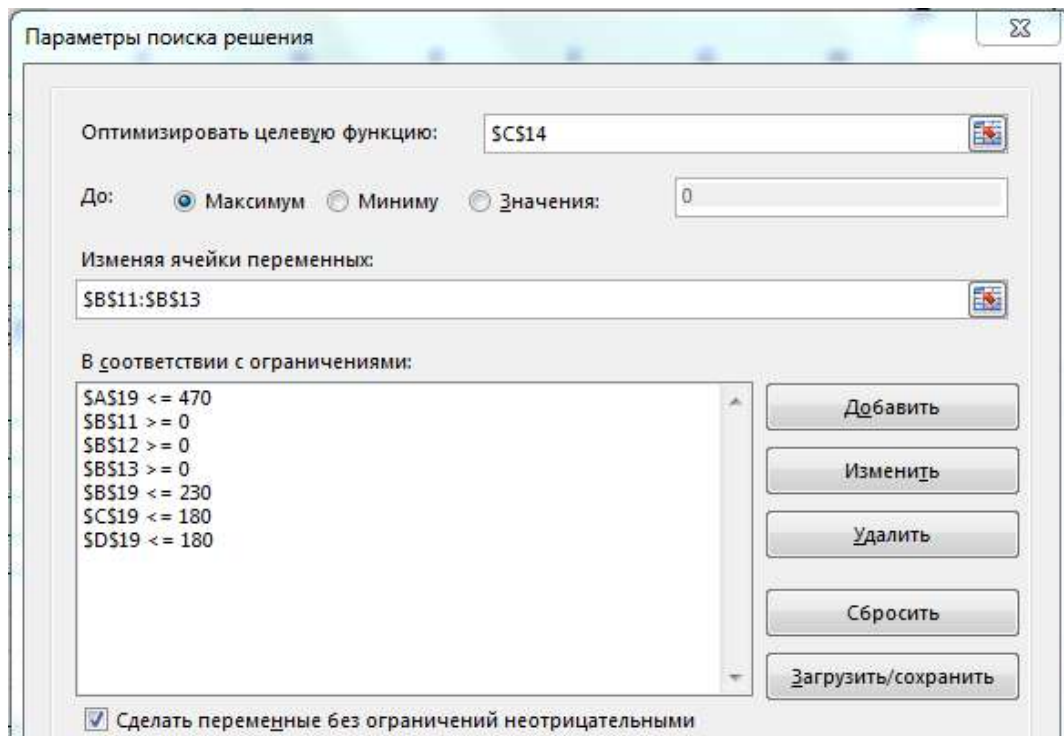 Параметры поиска решения
Оптимизировать целевую функцию: $C$14
До: Максимум Миниму Значения: 0
Изменяя ячейки переменных:
$B$11:$B$13
В соответствии с ограничениями:
$A$19 <= 470
$B$11 >= 0
$B$12 >= 0
$B$13 >= 0
$B$19 <= 230
$C$19 <= 180
$D$19 <= 180
Добавить
Изменить
Удалить
Сбросить
Загрузить/сохранить
Сделать переменные без ограничений неотрицательными